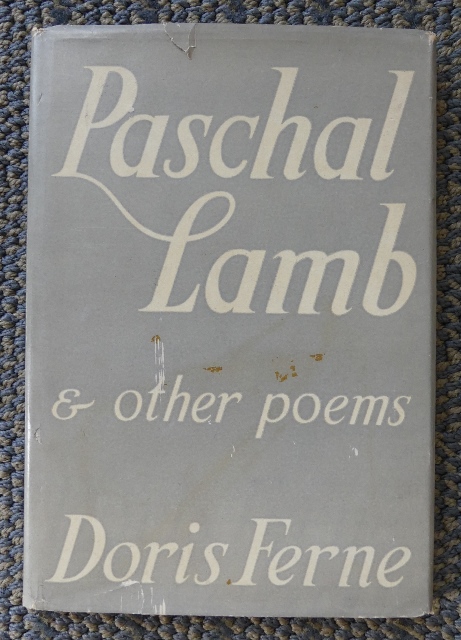 Paschal
Lamb
& other poems
Doris Ferne